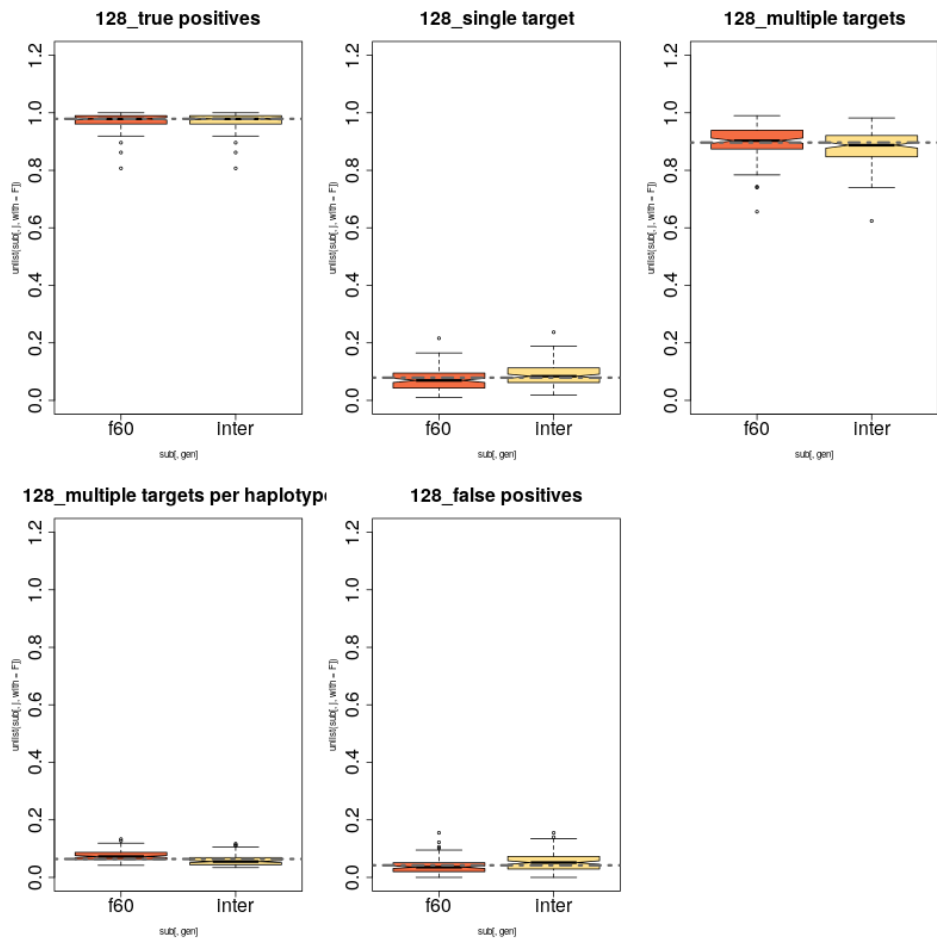 128_true positives
1.2
1.0
0.8
0.6
0.4
0.2
0.0
unlist(sub[, j, with = F])
f60
Inter
sub[, gen]
128_single target
1.2
1.0
0.8
0.6
0.4
0.2
0.0
unlist(sub[, j, with = F])
f60
Inter
sub[, gen]
128_multiple targets
1.2
1.0
0.8
0.6
0.4
0.2
0.0
unlist(sub[, j, with = F])
f60
Inter
sub[, gen]
128_multiple targets per haplotype
1.2
1.0
0.8
0.6
0.4
0.2
0.0
unlist(sub[, j, with = F])
f60
Inter
sub[, gen]
128_false positives
1.2
1.0
0.8
0.6
0.4
0.2
0.0
unlist(sub[, j, with = F])
f60
Inter
sub[, gen]